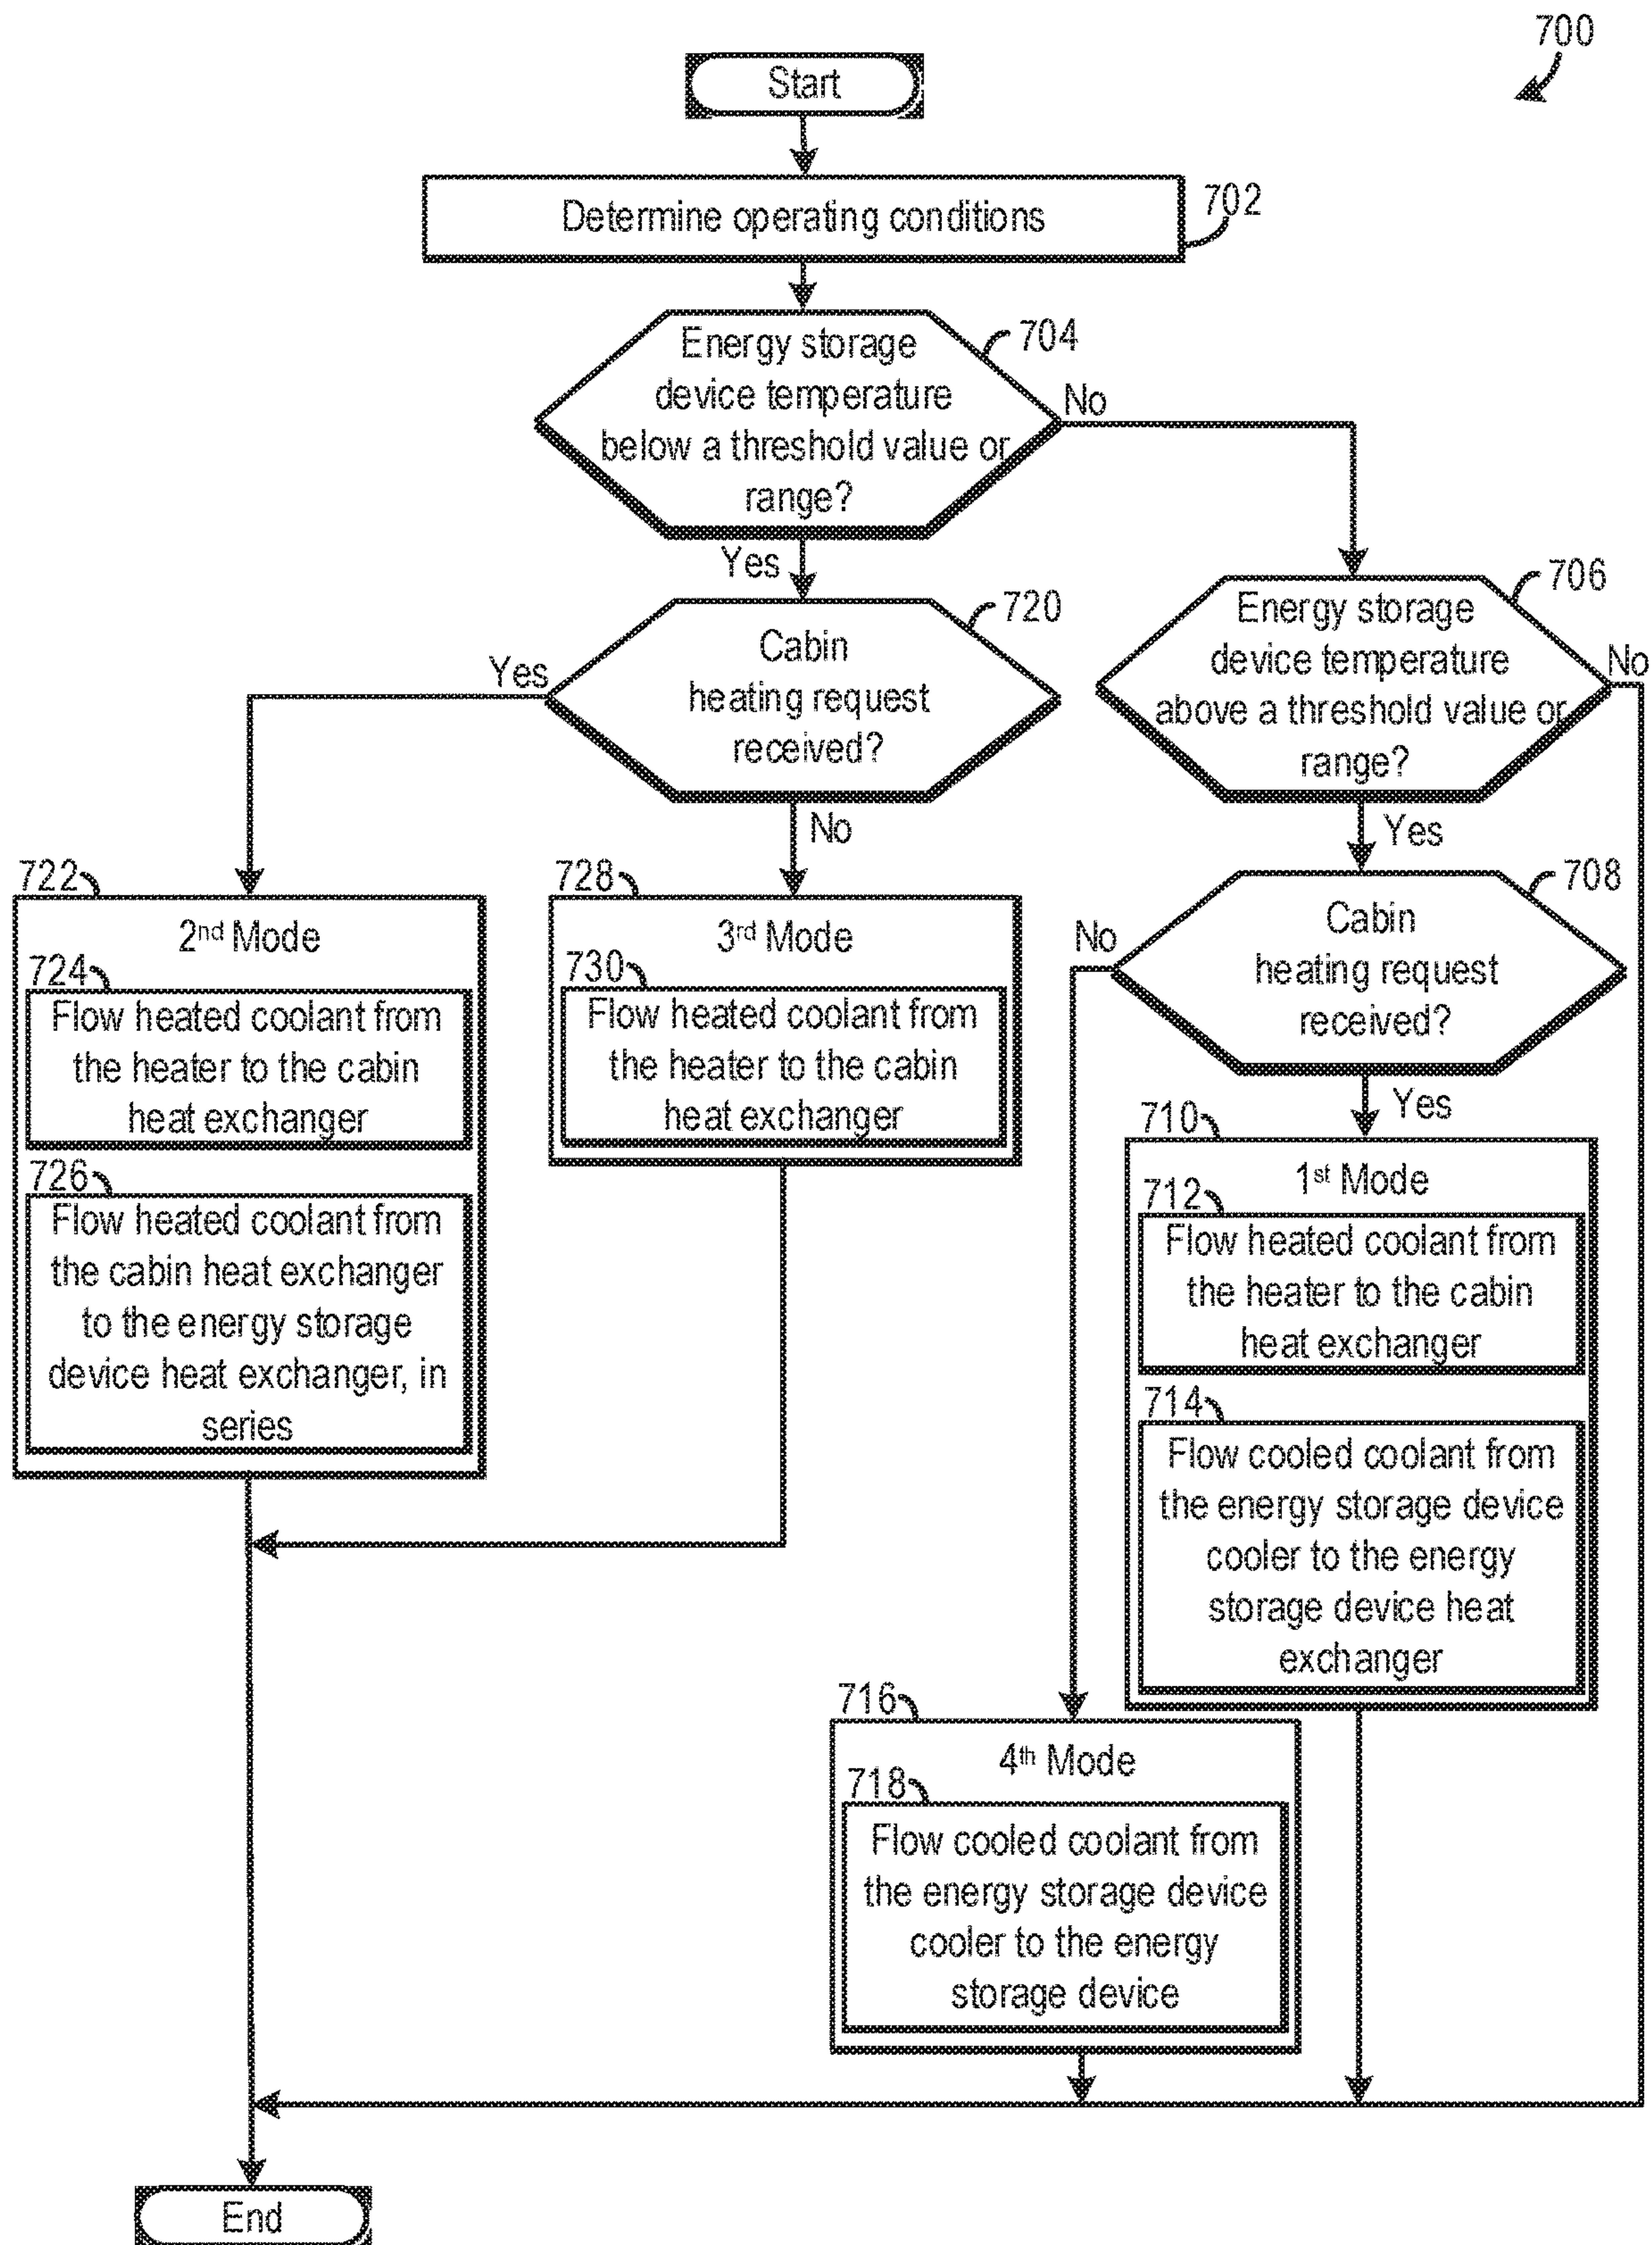 700
Start
Determine operating conditions
702
Energy storage
device temperature
below a threshold value or
range?
704
No
Yes
Cabin
heating request
received?
720
Yes
No
Energy storage
device temperature
above a threshold value or
range?
706
No
Yes
Cabin
heating request
received?
708
No
Yes
722
2nd Mode
724
Flow heated coolant from
the heater to the cabin
heat exchanger
726
Flow heated coolant from
the cabin heat exchanger
to the energy storage
device heat exchanger, in
series
728
3rd Mode
730
Flow heated coolant from
the heater to the cabin
heat exchanger
710
1st Mode
712
Flow heated coolant from
the heater to the cabin
heat exchanger
714
Flow cooled coolant from
the energy storage device
cooler to the energy
storage device heat
exchanger
716
4th Mode
718
Flow cooled coolant from
the energy storage device
cooler to the energy
storage device
End